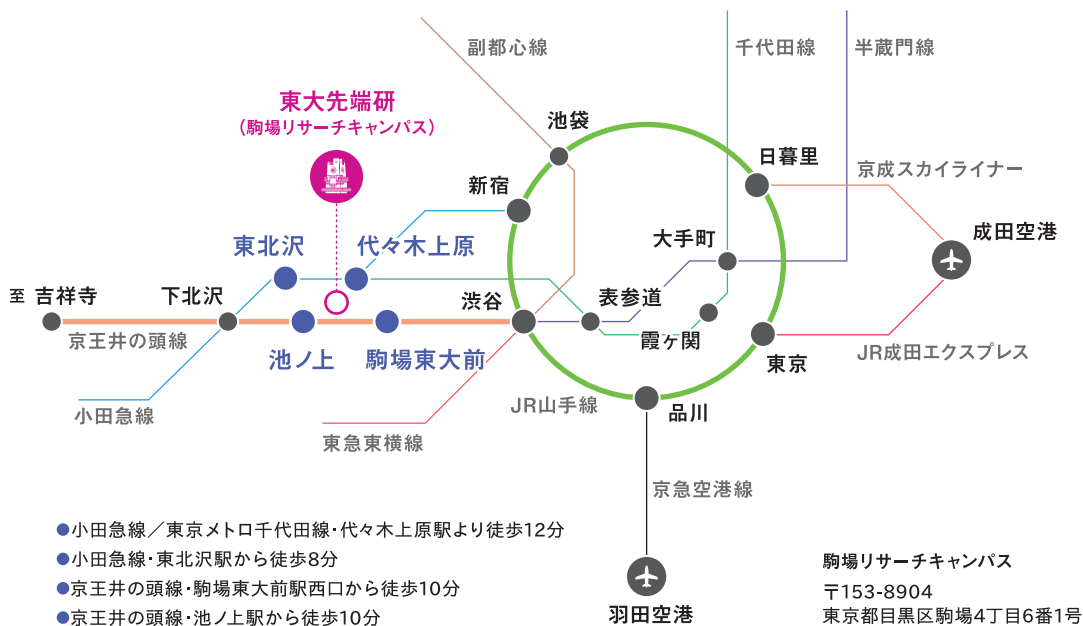 副都心線
千代田線
半蔵門線
東大先端研
(駒場リサーチキャンパス)
池袋
日暮里
京成スカイライナー
新宿
東北沢
代々木上原
大手町
成田空港
至 吉祥寺
下北沢
渋谷
表参道
京王井の頭線
池ノ上
駒場東大前
霞ヶ関
東京
JR成田エクスプレス
小田急線
東急東横線
JR山手線
品川
京急空港線
羽田空港
●小田急線／東京メトロ千代田線・代々木上原駅より徒歩12分
●小田急線・東北沢駅から徒歩8分
●京王井の頭線・駒場東大前駅西口から徒歩10分
●京王井の頭線・池ノ上駅から徒歩10分
駒場リサーチキャンパス
〒153-8904
東京都目黒区駒場4丁目6番1号